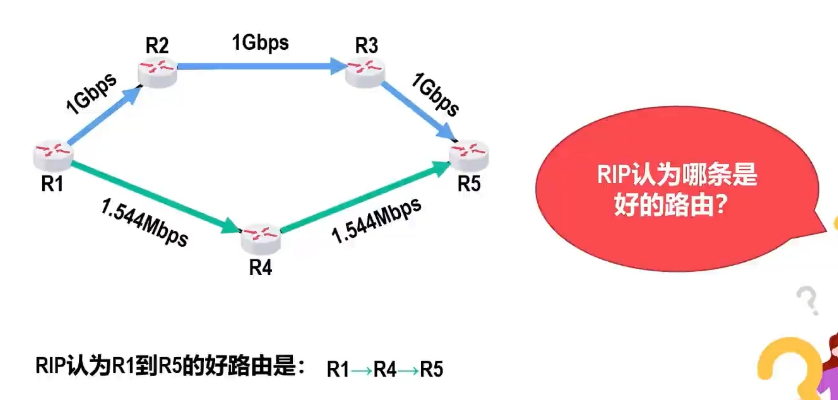 R2
1Gbps
R3
1Gbps
1Gbps
R1
R5
1.544Mbps
1.544Mbps
R4
RIP认为哪条是
好的路由？
RIP认为R1到R5的好路由是： R1→R4→R5